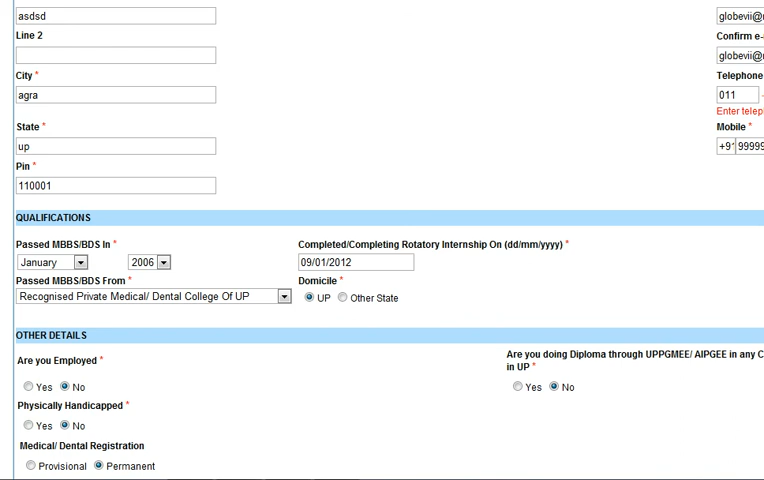 asdsd
globevii@
Line 2
Confirm e-
globevii@
City *
Telephone
agra
011 -
Enter telep
State *
Mobile *
up
+91 99999
Pin *
110001
QUALIFICATIONS
Passed MBBS/BDS In *
Completed/Completing Rotatory Internship On (dd/mm/yyyy) *
January 2006
09/01/2012
Passed MBBS/BDS From *
Domicile *
Recognised Private Medical/ Dental College Of UP
UP Other State
OTHER DETAILS
Are you Employed *
Are you doing Diploma through UPPGMEE/ AIPGEE in any C
in UP *
Yes No
Yes No
Physically Handicapped *
Yes No
Medical/ Dental Registration
Provisional Permanent